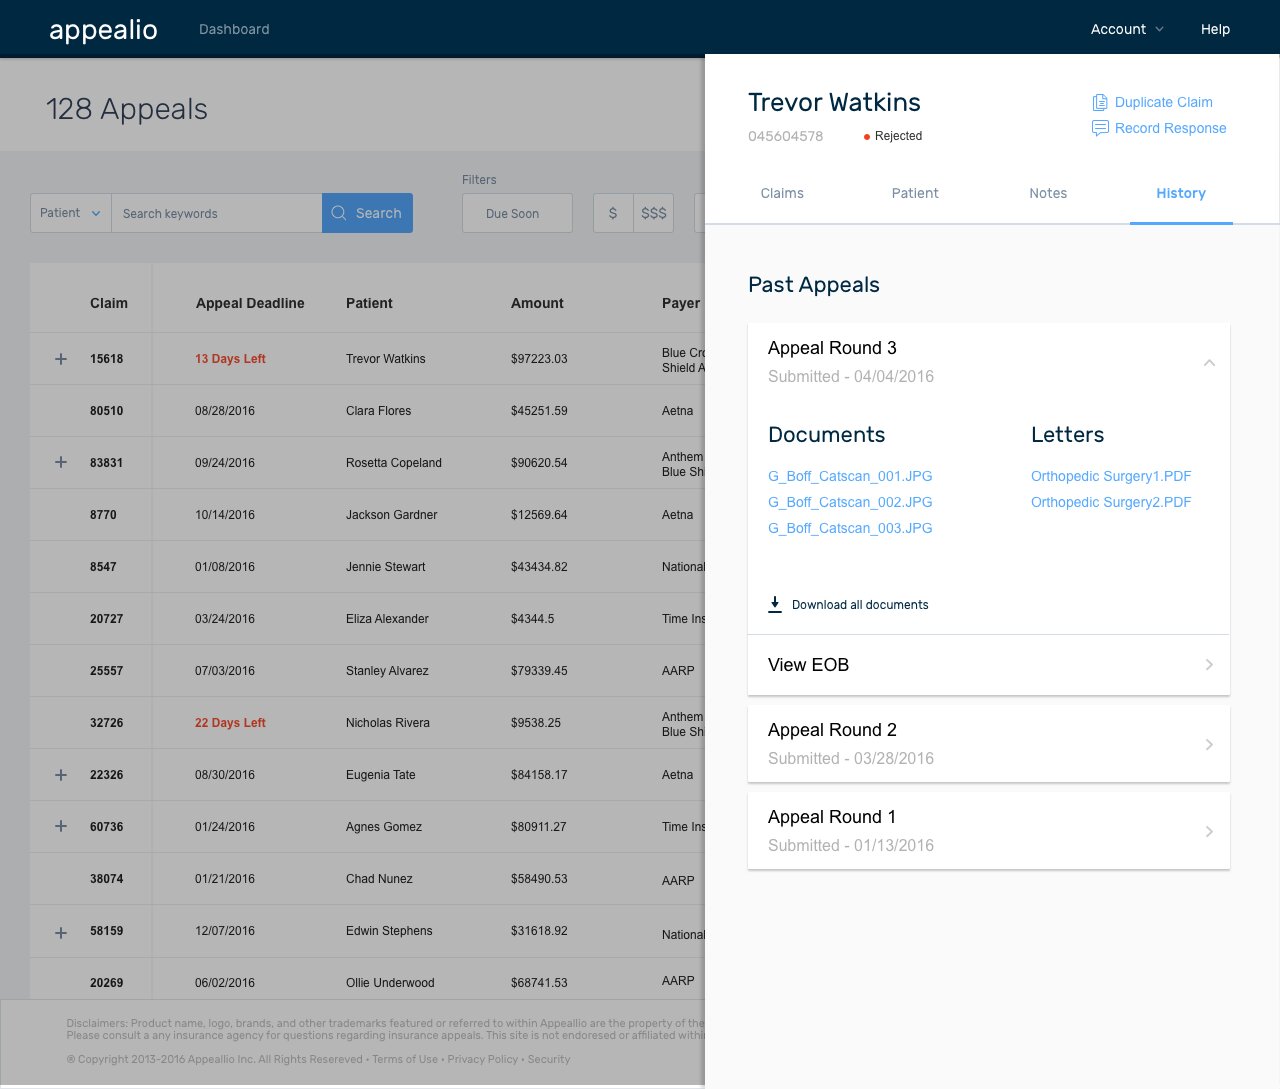 appealio
Dashboard
Account
Help
128 Appeals
Filters
Patient
Search keywords
Search
Due Soon
$
$$$
Claim Appeal Deadline Patient Amount Payer
15618 13 Days Left Trevor Watkins $97223.03 Blue
Shield
80510 08/28/2016 Clara Flores $45251.59 Aetna
83831 09/24/2016 Rosetta Copeland $90620.54 Anthem
Blue
8770 10/14/2016 Jackson Gardner $12569.64 Aetna
8547 01/08/2016 Jennie Stewart $43434.82 National
20727 03/24/2016 Eliza Alexander $4344.5 Time
25557 07/03/2016 Stanley Alvarez $79339.45 AARP
32726 22 Days Left Nicholas Rivera $9538.25 Anthem
Blue
22326 08/30/2016 Eugenia Tate $84158.17 Aetna
60736 01/24/2016 Agnes Gomez $80911.27 Time
38074 01/21/2016 Chad Nunez $58490.53 AARP
58159 12/07/2016 Edwin Stephens $31618.92 National
20269 06/02/2016 Ollie Underwood $68741.53 AARP
Disclaimers: Product name, logo, brands, and other trademarks featured or referred to within Appeallio are the property of the
Please consult a any insurance agency for questions regarding insurance appeals. This site is not endoresed or affiliated
® Copyright 2013-2016 Appeallio Inc. All Rights Resereved • Terms of Use • Privacy Policy • Security
Trevor Watkins
045604578
Rejected
Duplicate Claim
Record Response
Claims
Patient
Notes
History
Past Appeals
Appeal Round 3
Submitted - 04/04/2016
Documents
G_Boff_Catscan_001.JPG
G_Boff_Catscan_002.JPG
G_Boff_Catscan_003.JPG
Letters
Orthopedic Surgery1.PDF
Orthopedic Surgery2.PDF
Download all documents
View EOB
Appeal Round 2
Submitted - 03/28/2016
Appeal Round 1
Submitted - 01/13/2016